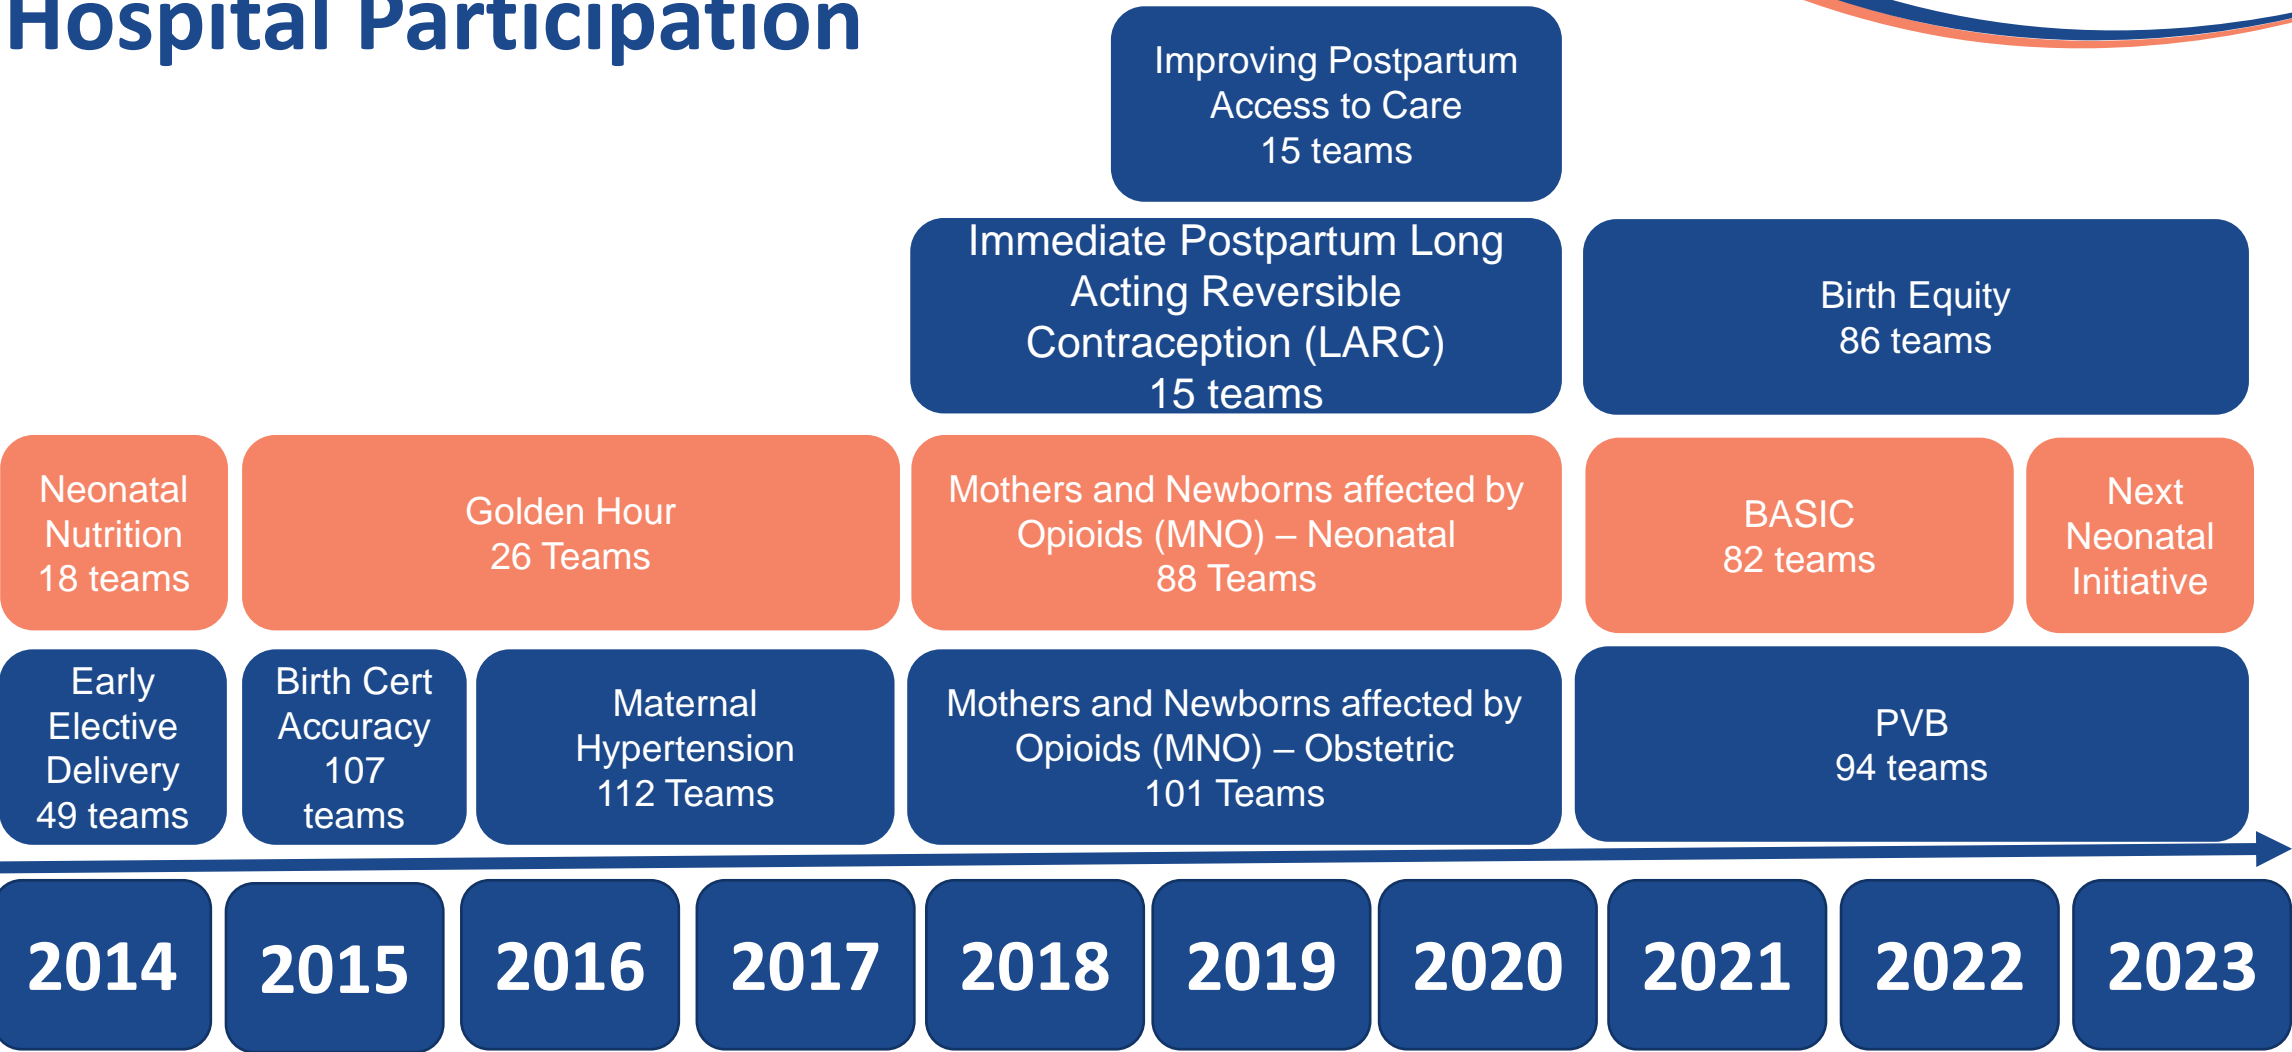 Hospital Participation
Improving Postpartum
Access to Care
15 teams
Immediate Postpartum Long
Acting Reversible
Contraception (LARC)
15 teams
Birth Equity
86 teams
Neonatal
Nutrition
18 teams
Golden Hour
26 Teams
Mothers and Newborns affected by
Opioids (MNO) – Neonatal
88 Teams
BASIC
82 teams
Next
Neonatal
Initiative
Early
Elective
Delivery
49 teams
Birth Cert
Accuracy
107
teams
Maternal
Hypertension
112 Teams
Mothers and Newborns affected by
Opioids (MNO) – Obstetric
101 Teams
PVB
94 teams
2014
2015
2016
2017
2018
2019
2020
2021
2022
2023